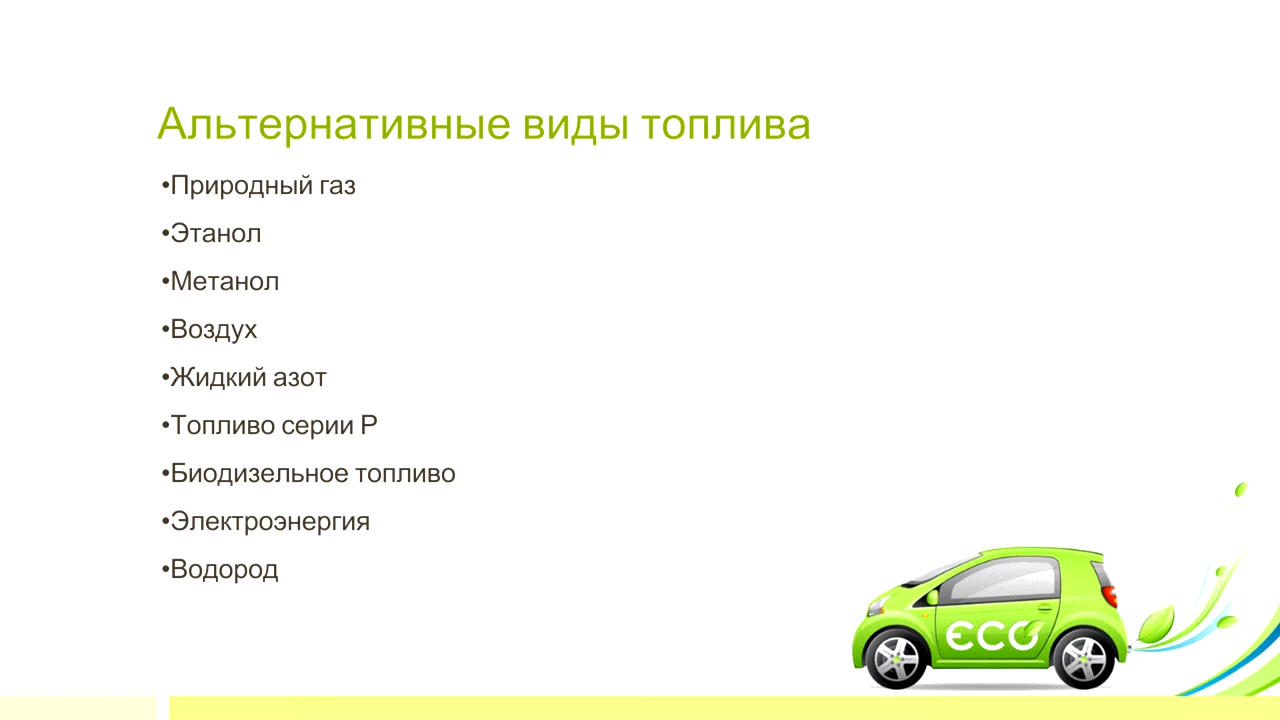 Альтернативные виды топлива
•Природный газ
•Этанол
•Метанол
•Воздух
•Жидкий азот
•Топливо серии Р
•Биодизельное топливо
•Электроэнергия
•Водород
ECO